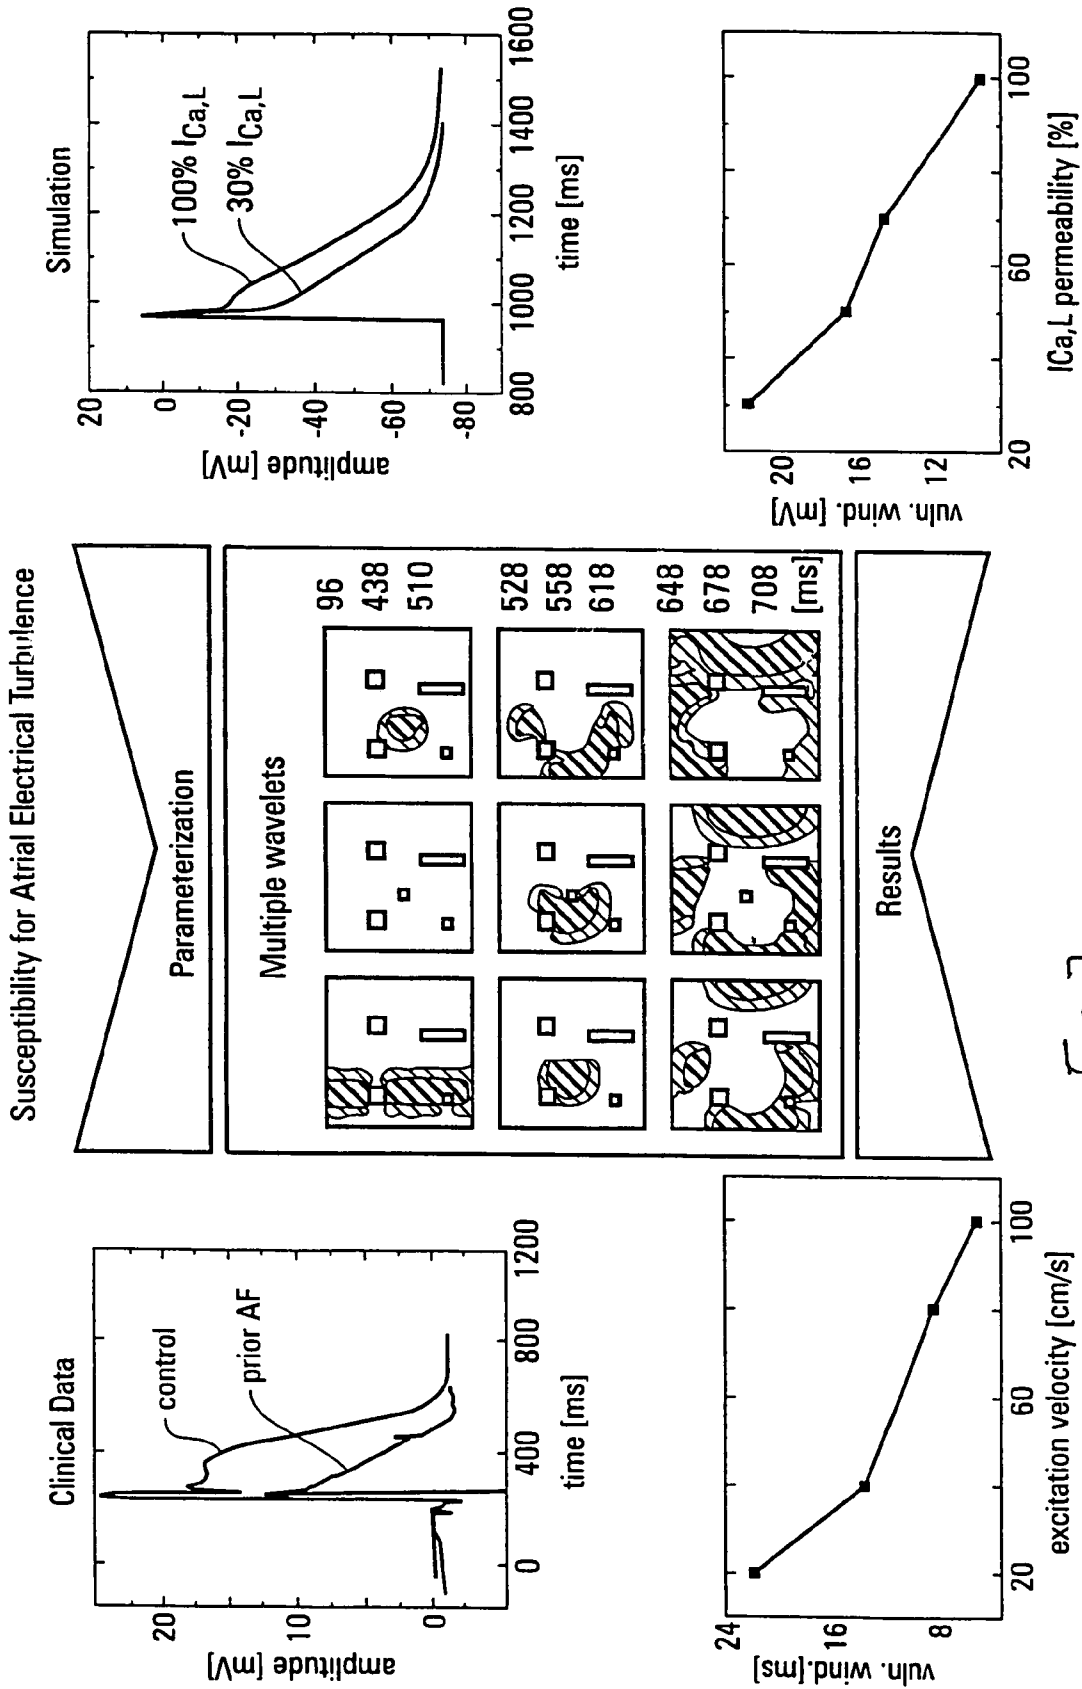 Susceptibility for Atrial Electrical Turbulence
Clinical Data
control
prior AF
20
10
0
amplitude [mV]
0
400
800
1200
time [ms]
Parameterization
Multiple wavelets
96
438
510
528
558
618
648
678
708
[ms]
Results
Simulation
100% ICa,L
30% ICa,L
20
0
-20
-40
-60
-80
amplitude [mV]
800
1000
1200
1400
1600
time [ms]
24
16
8
vuln. wind.[ms]
20
60
100
excitation velocity [cm/s]
20
16
12
vuln. wind. [mV]
20
60
100
ICa,L permeability [%]